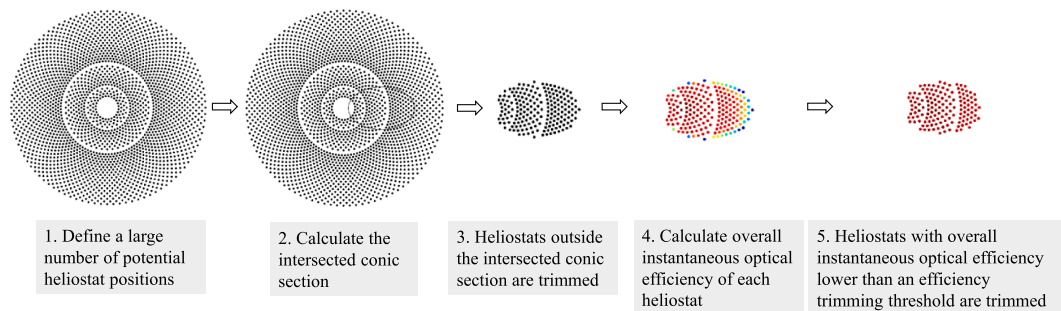 1. Define a large
number of potential
heliostat positions
2. Calculate the
intersected conic
section
3. Heliostats outside
the intersected conic
section are trimmed
4. Calculate overall
instantaneous optical
efficiency of each
heliostat
5. Heliostats with overall
instantaneous optical efficiency
lower than an efficiency
trimming threshold are trimmed